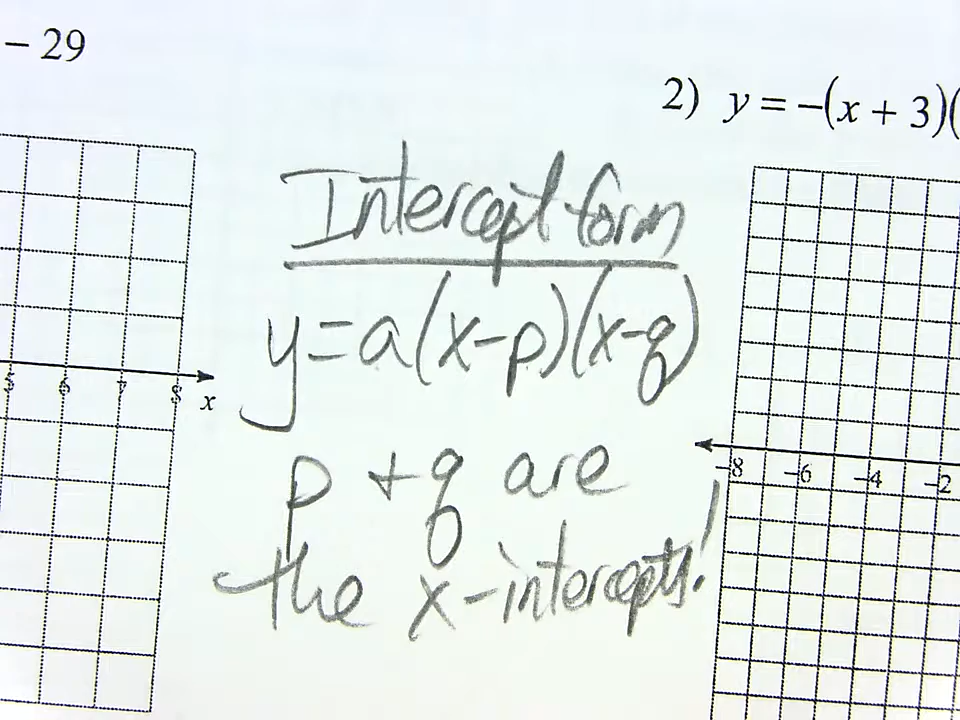 – 29
2) y = –(x + 3)(
Intercept form
y=a(x-p)(x-q)
5 6 7 8 x
p + q are
-8 -6 -4 -2
the x-intercepts!